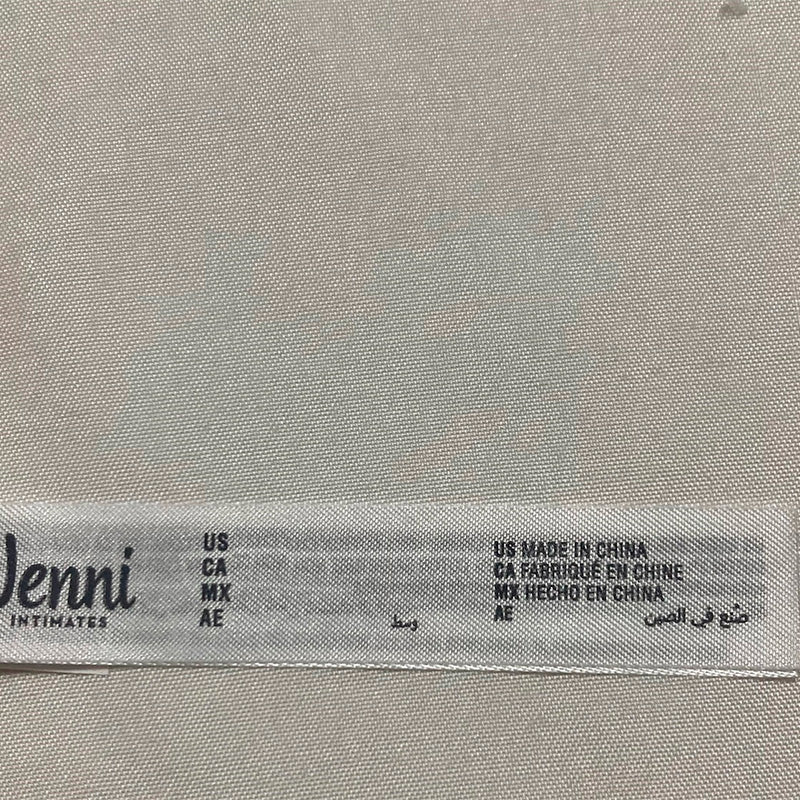 Jenni
INTIMATES
US
CA
MX
AE وسط
US MADE IN CHINA
CA FABRIQUÉ EN CHINE
MX HECHO EN CHINA
AE صُنع في الصين